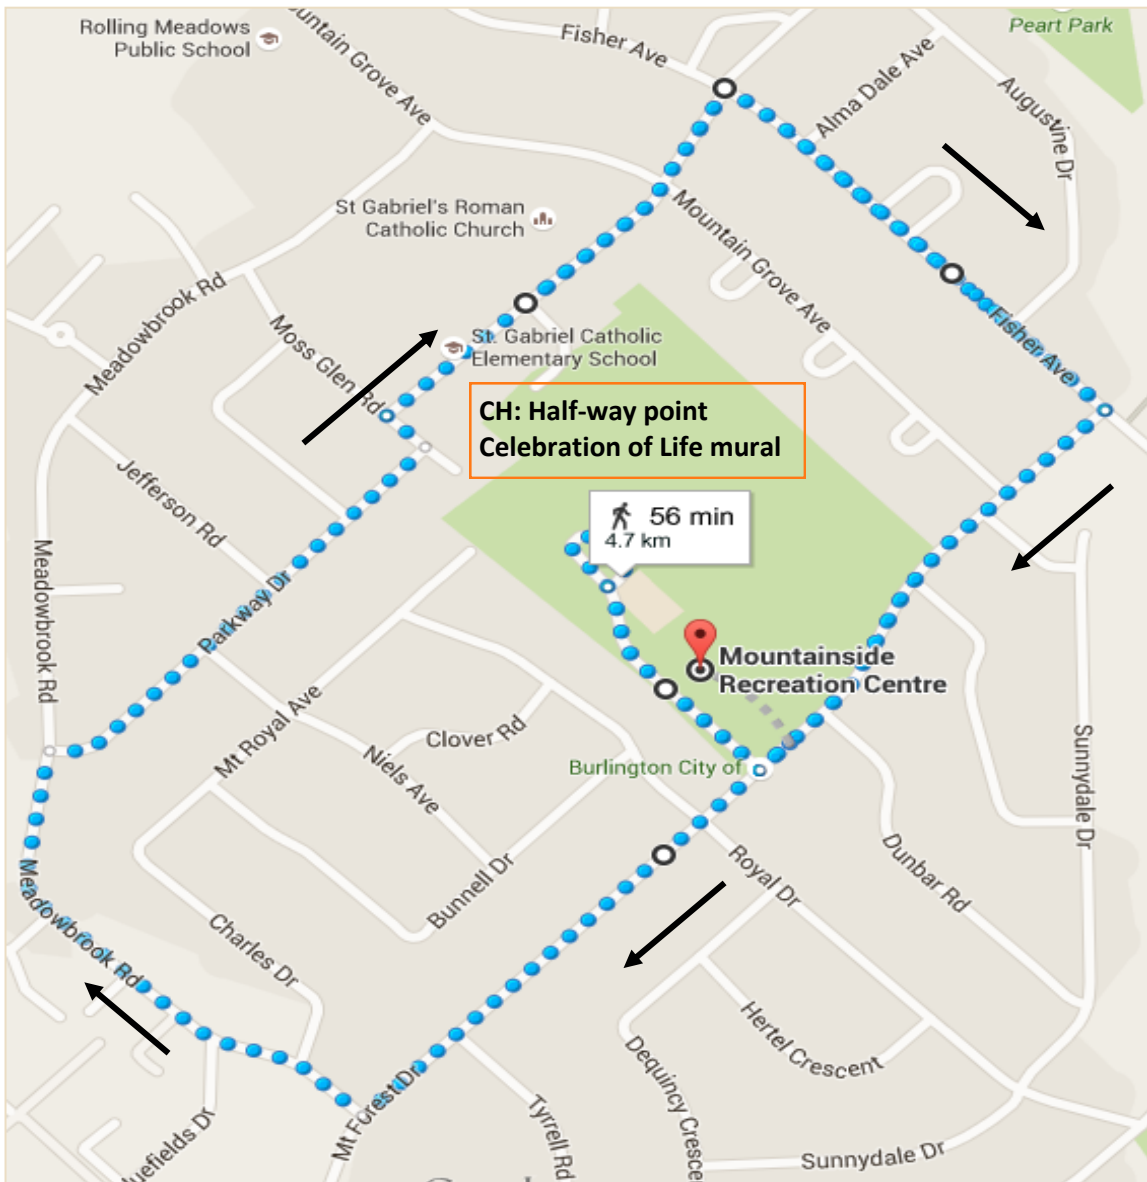 Rolling Meadows
Public School
Fisher Ave
Peart Park
Alma Dale Ave
Augustine Dr
St Gabriel's Roman
Catholic Church
Mountain Grove Ave
Meadowbrook Rd
Moss Glen Rd
St. Gabriel Catholic
Elementary School
Fisher Ave
CH: Half-way point
Celebration of Life mural
Jefferson Rd
56 min
4.7 km
Meadowbrook Rd
Parkway Dr
Mountainside
Recreation Centre
Mt Royal Ave
Clover Rd
Niels Ave
Burlington City of
Sunnydale Dr
Bunnell Dr
Royal Dr
Dunbar Rd
Meadowbrook Rd
Charles Dr
Hertel Crescent
Dequincy
Mt Forest Dr
Tyrrell Rd
Sunnydale Dr